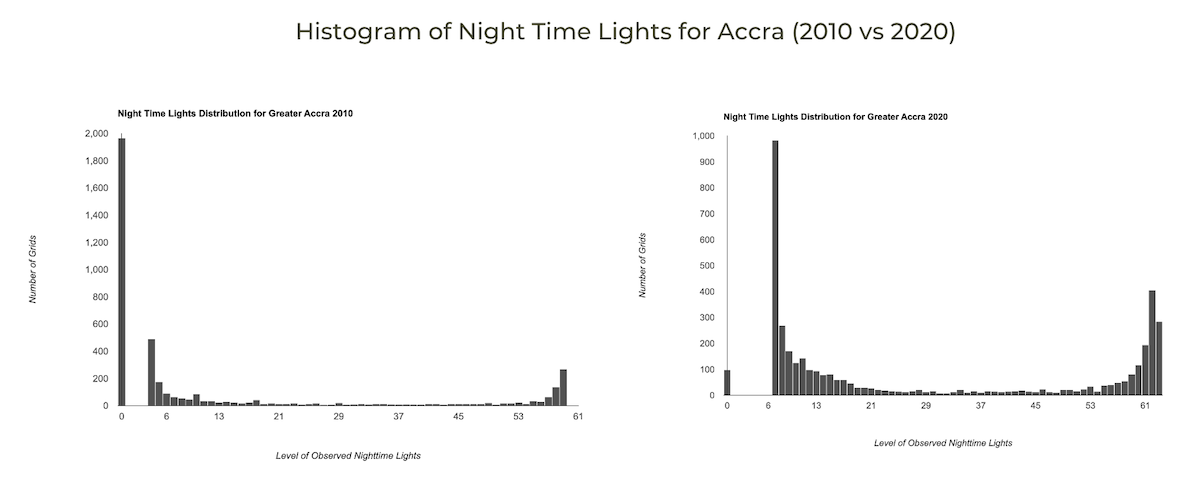 Histogram of Night Time Lights for Accra (2010 vs 2020)
Night Time Lights Distribution for Greater Accra 2010
2,000
1,800
1,600
1,400
1,200
1,000
800
600
400
200
0
Number of Grids
0 6 13 21 29 37 45 53 61
Level of Observed Nighttime Lights
Night Time Lights Distribution for Greater Accra 2020
1,000
900
800
700
600
500
400
300
200
100
0
Number of Grids
0 6 13 21 29 37 45 53 61
Level of Observed Nighttime Lights